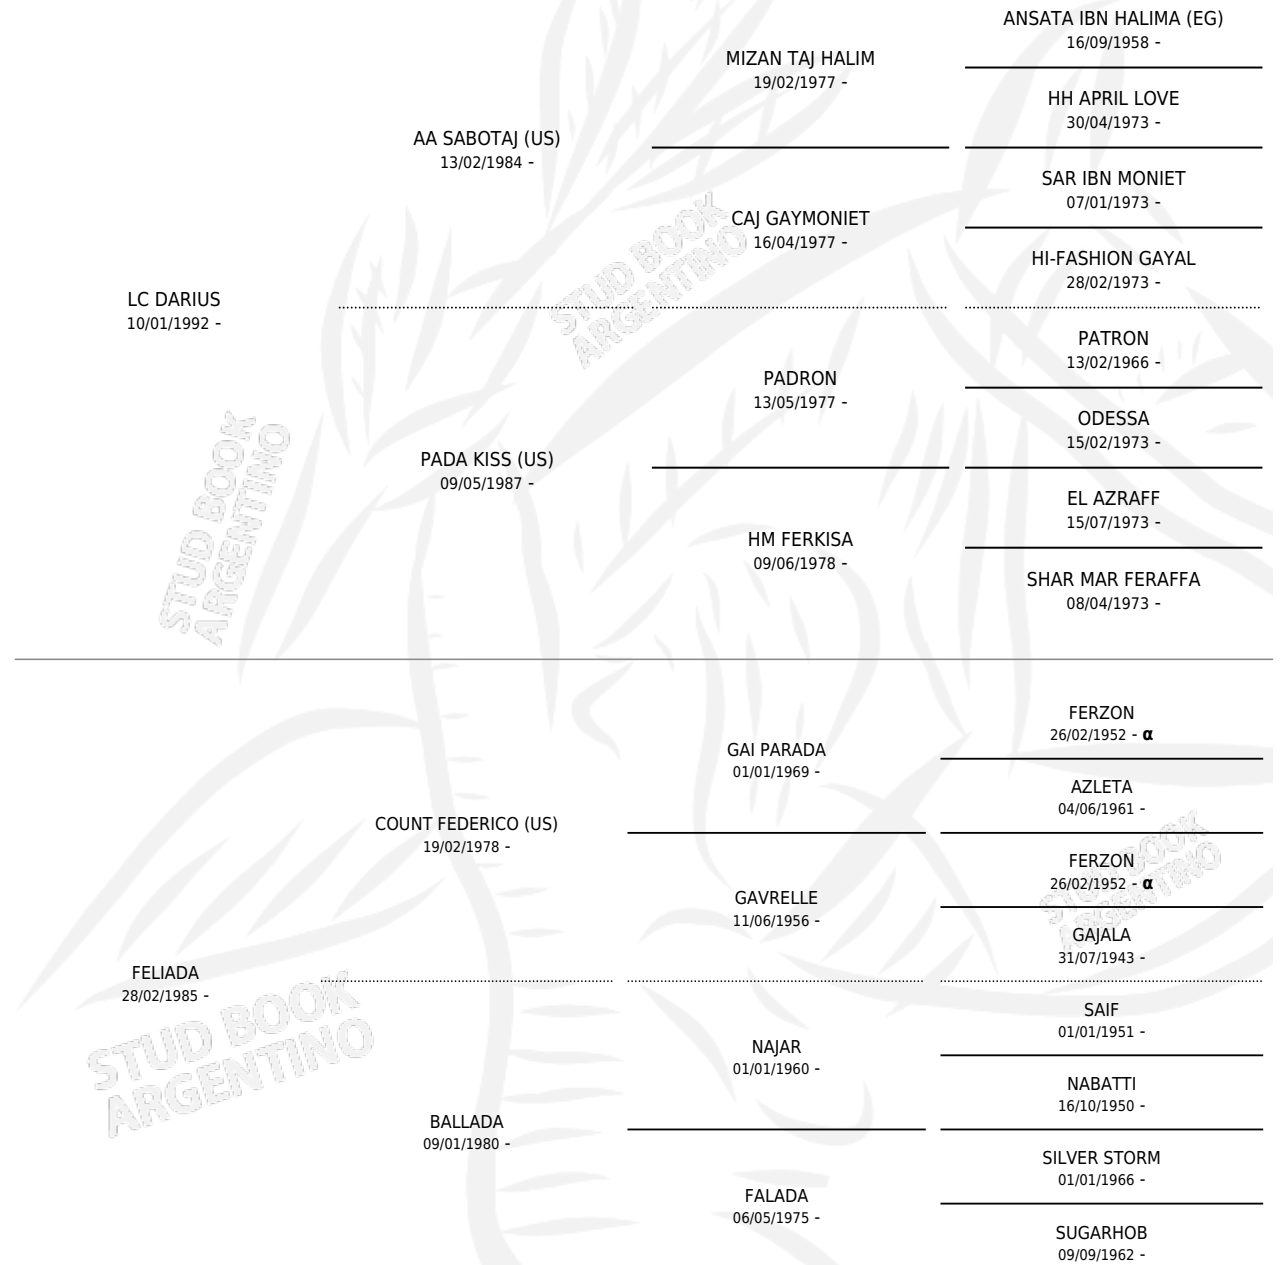 ANSATA IBN HALIMA (EG)
16/09/1958 -
MIZAN TAJ HALIM
19/02/1977 -
HH APRIL LOVE
30/04/1973 -
AA SABOTAJ (US)
13/02/1984 -
SAR IBN MONIET
07/01/1973 -
CAJ GAYMONIET
16/04/1977 -
HI-FASHION GAYAL
28/02/1973 -
LC DARIUS
10/01/1992 -
PATRON
13/02/1966 -
PADRON
13/05/1977 -
ODESSA
15/02/1973 -
PADA KISS (US)
09/05/1987 -
EL AZRAFF
15/07/1973 -
HM FERKISA
09/06/1978 -
SHAR MAR FERAFFA
08/04/1973 -
STUD BOOK
ARGENTINO
STUD BOOK
ARGENTINO
FERZON
26/02/1952 - α
GAI PARADA
01/01/1969 -
AZLETA
04/06/1961 -
COUNT FEDERICO (US)
19/02/1978 -
FERZON
26/02/1952 - α
GAVRELLE
11/06/1956 -
GAJALA
31/07/1943 -
FELIADA
28/02/1985 -
SAIF
01/01/1951 -
NAJAR
01/01/1960 -
NABATTI
16/10/1950 -
BALLADA
09/01/1980 -
SILVER STORM
01/01/1966 -
FALADA
06/05/1975 -
SUGARHOB
09/09/1962 -
STUD BOOK
ARGENTINO
STUD BOOK
ARGENTINO